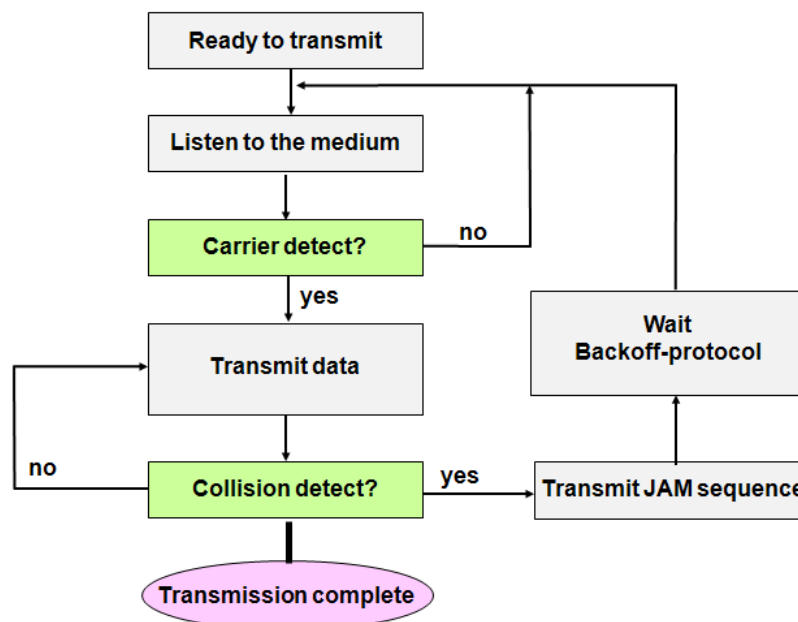 Ready to transmit
Listen to the medium
Carrier detect?
no
yes
Wait
Backoff-protocol
Transmit data
no
Collision detect?
yes
Transmit JAM sequence
Transmission complete